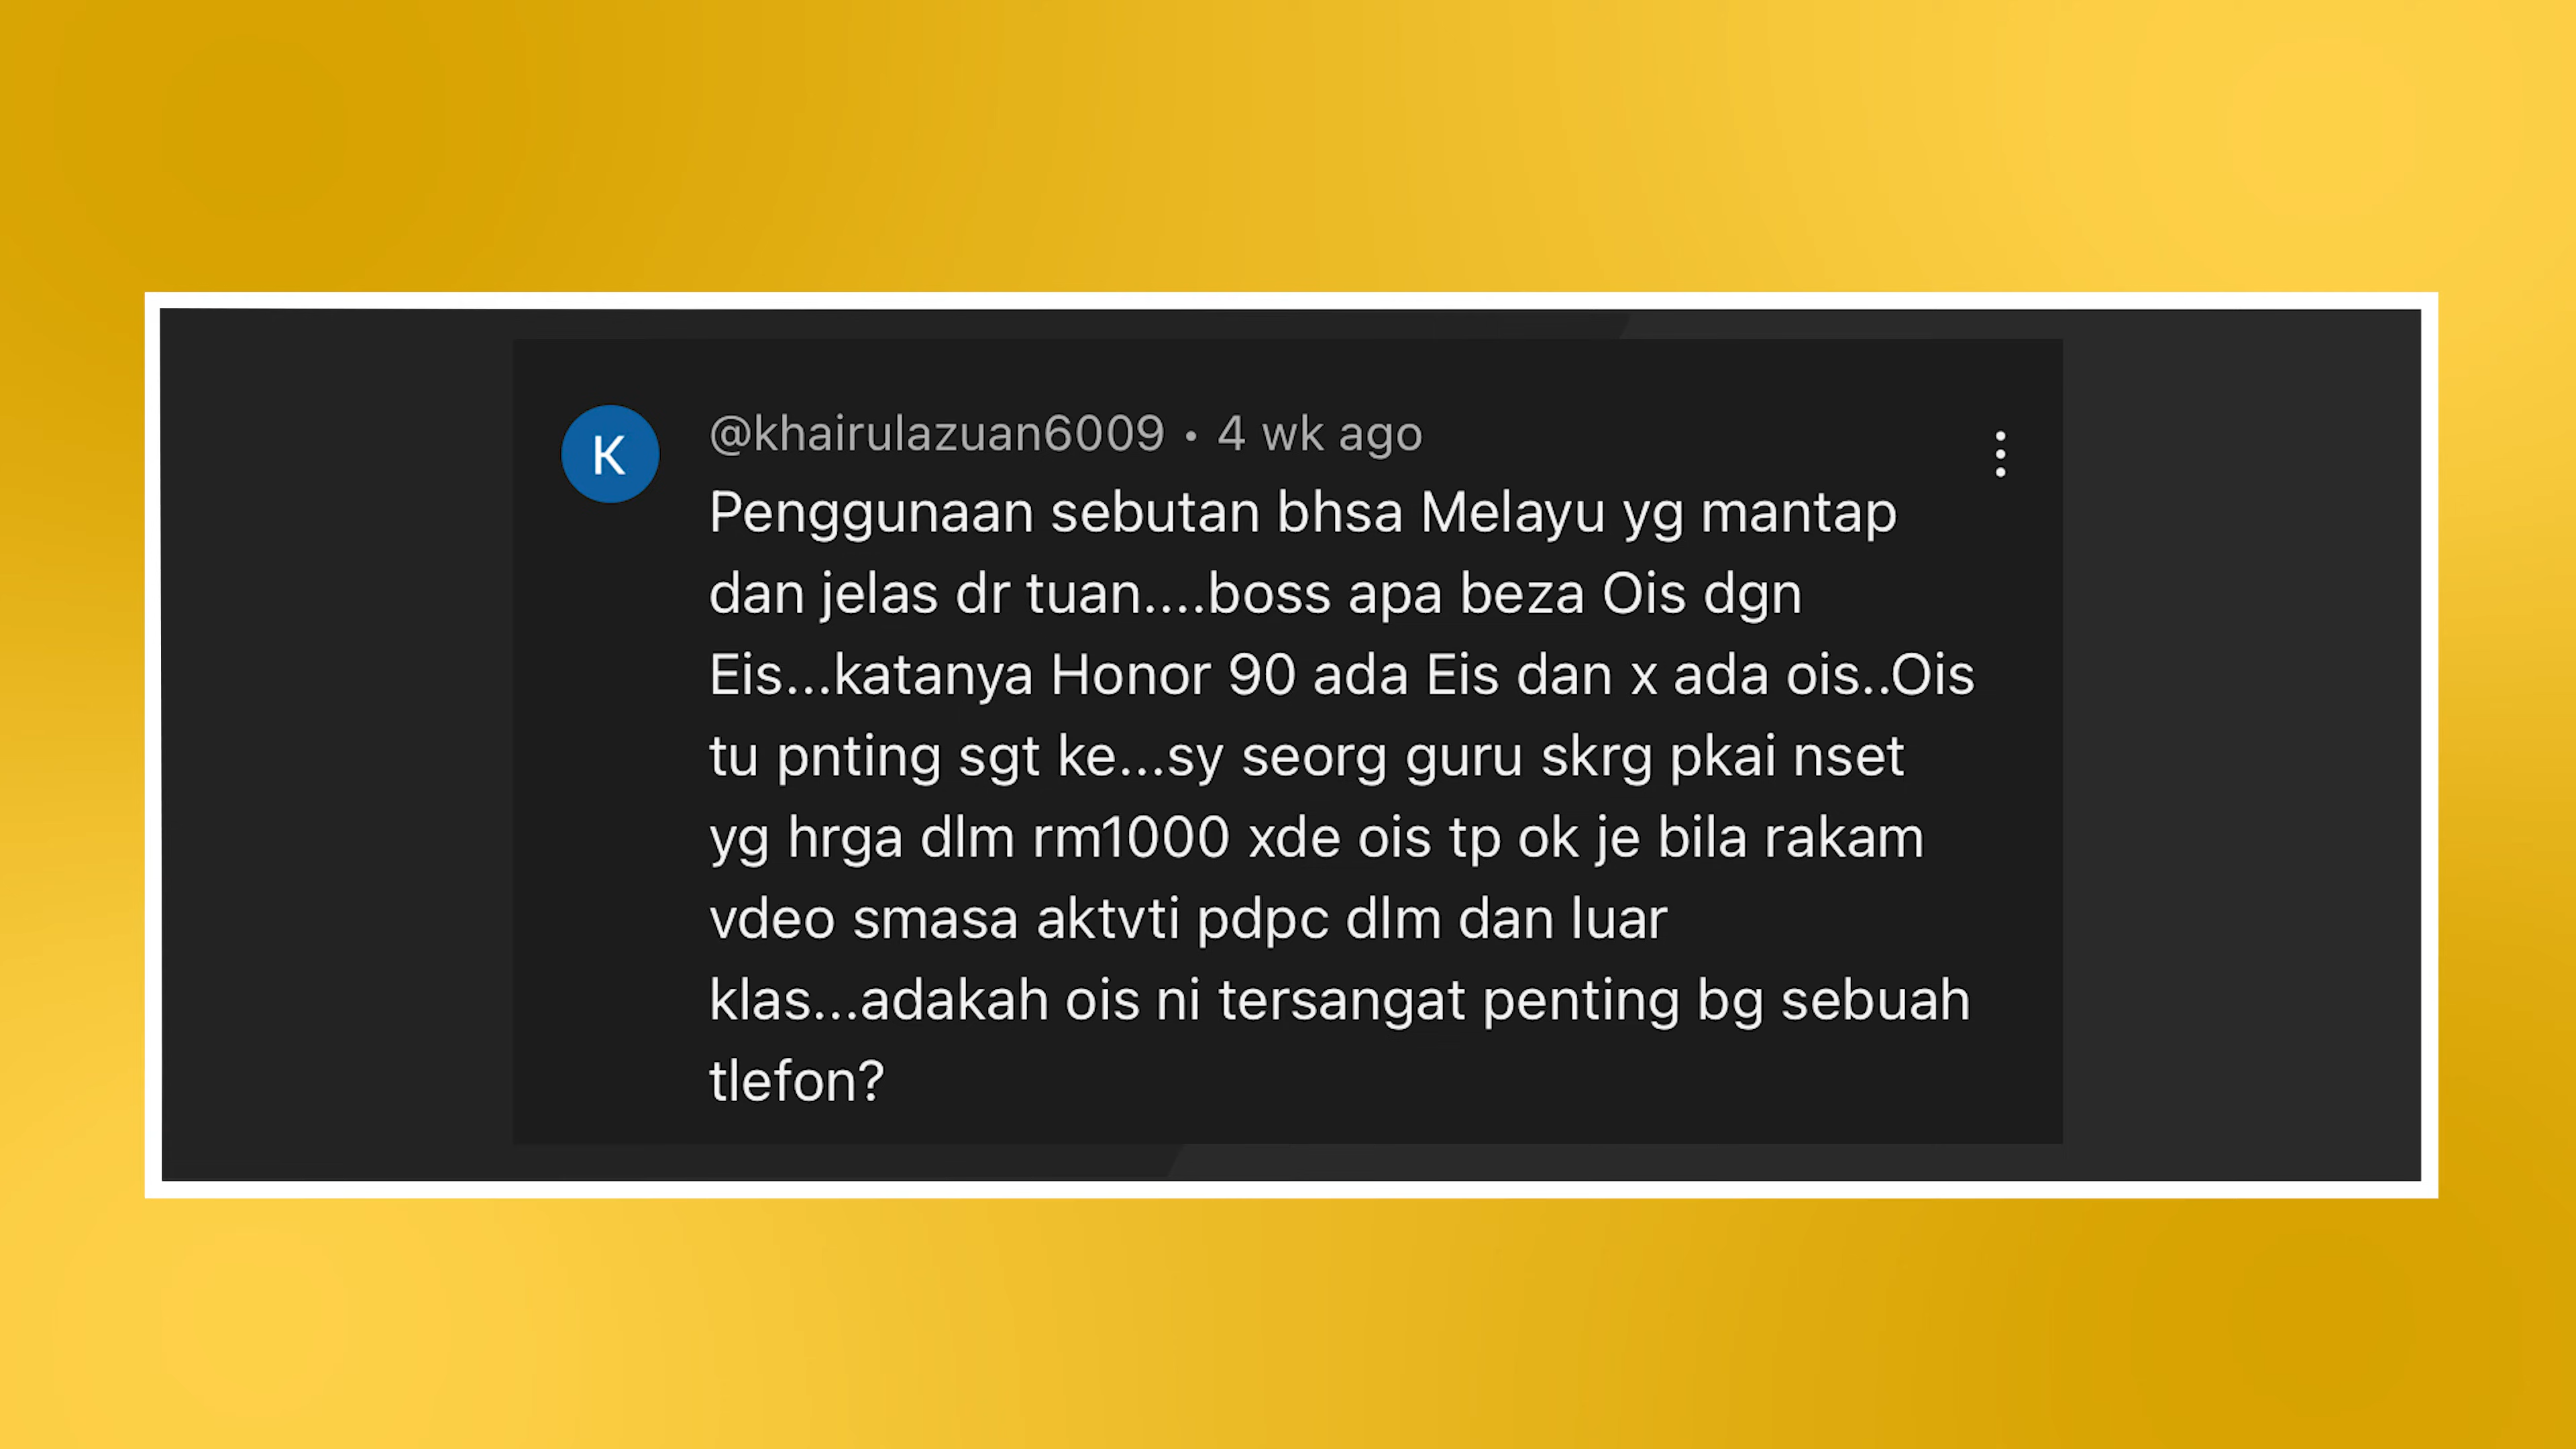 K
@khairulazuan6009 • 4 wk ago
Penggunaan sebutan bhsa Melayu yg mantap
dan jelas dr tuan....boss apa beza Ois dgn
Eis...katanya Honor 90 ada Eis dan x ada ois..Ois
tu pnting sgt ke...sy seorg guru skrg pkai nset
yg hrga dlm rm1000 xde ois tp ok je bila rakam
vdeo smasa aktvti pdpc dlm dan luar
klas...adakah ois ni tersangat penting bg sebuah
tlefon?